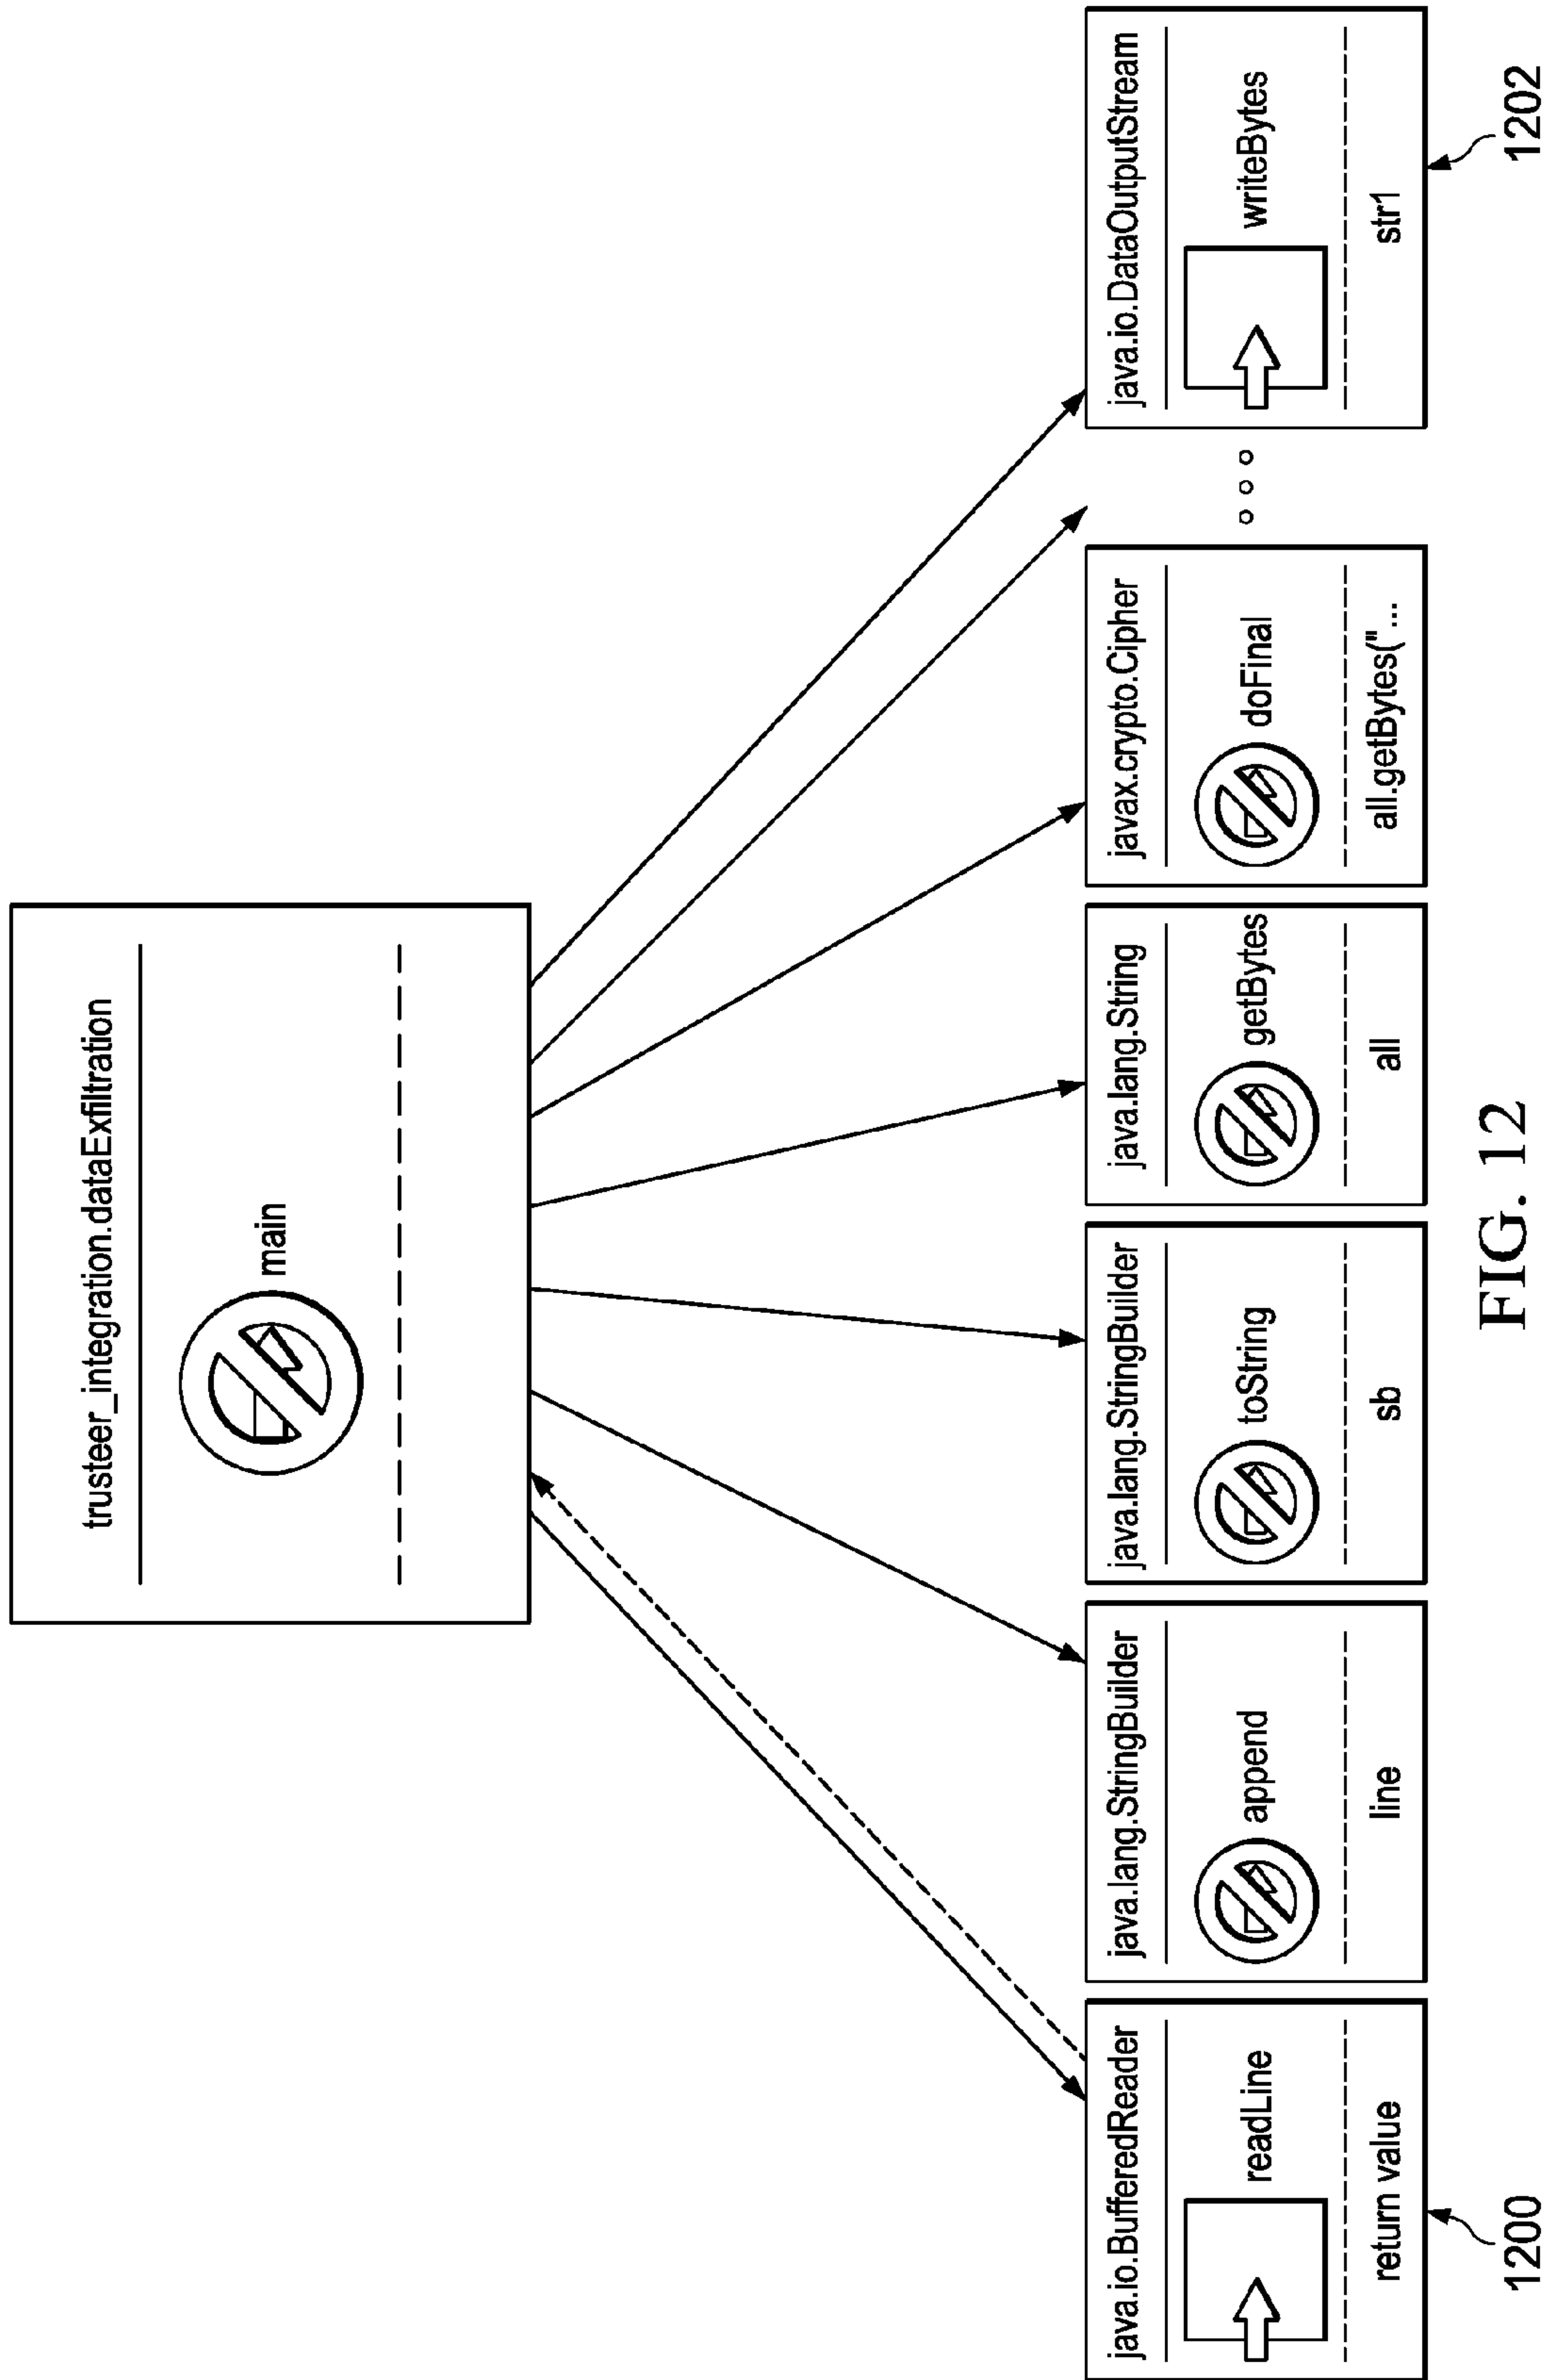 trusteer_integration.dataExfiltration
main
java.io.BufferedReader
readLine
return value
java.lang.StringBuilder
append
line
java.lang.StringBuilder
toString
sb
java.lang.String
getBytes
all
javax.crypto.Cipher
doFinal
all.getBytes("...
java.io.DataOutputStream
writeBytes
str1
1200
1202
FIG. 12